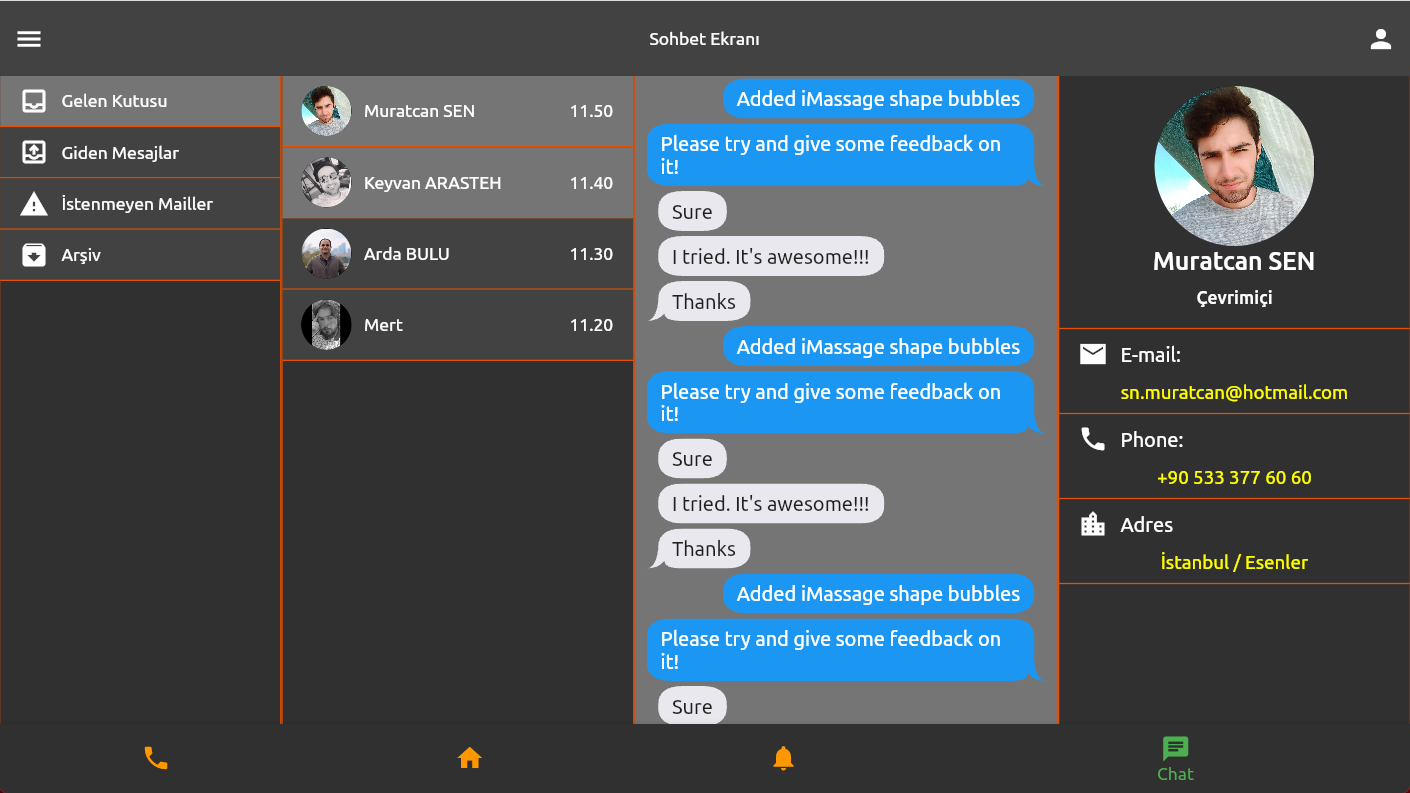 Sohbet Ekranı
Gelen Kutusu
Giden Mesajlar
İstenmeyen Mailler
Arşiv
Muratcan SEN
11.50
Keyvan ARASTEH
11.40
Arda BULU
11.30
Mert
11.20
Added iMassage shape bubbles
Please try and give some feedback on
it!
Sure
I tried. It's awesome!!!
Thanks
Added iMassage shape bubbles
Please try and give some feedback on
it!
Sure
I tried. It's awesome!!!
Thanks
Added iMassage shape bubbles
Please try and give some feedback on
it!
Sure
Muratcan SEN
Çevrimiçi
E-mail:
sn.muratcan@hotmail.com
Phone:
+90 533 377 60 60
Adres
İstanbul / Esenler
Chat